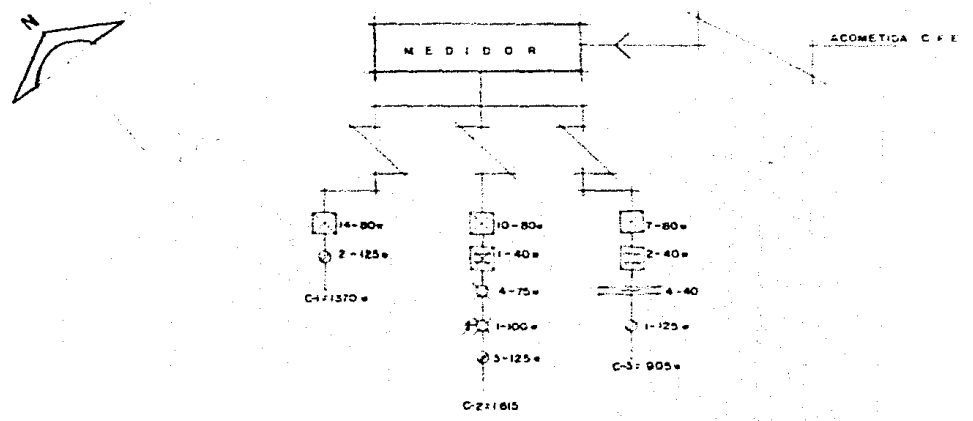 N
MEDIDOR
ACOMETIDA C F E
14-80w
2-125w
C-1=1370w
10-80w
1-40w
4-75w
1-100w
3-125w
C-2=1615
7-80w
2-40w
4-40
1-125w
C-3=905w